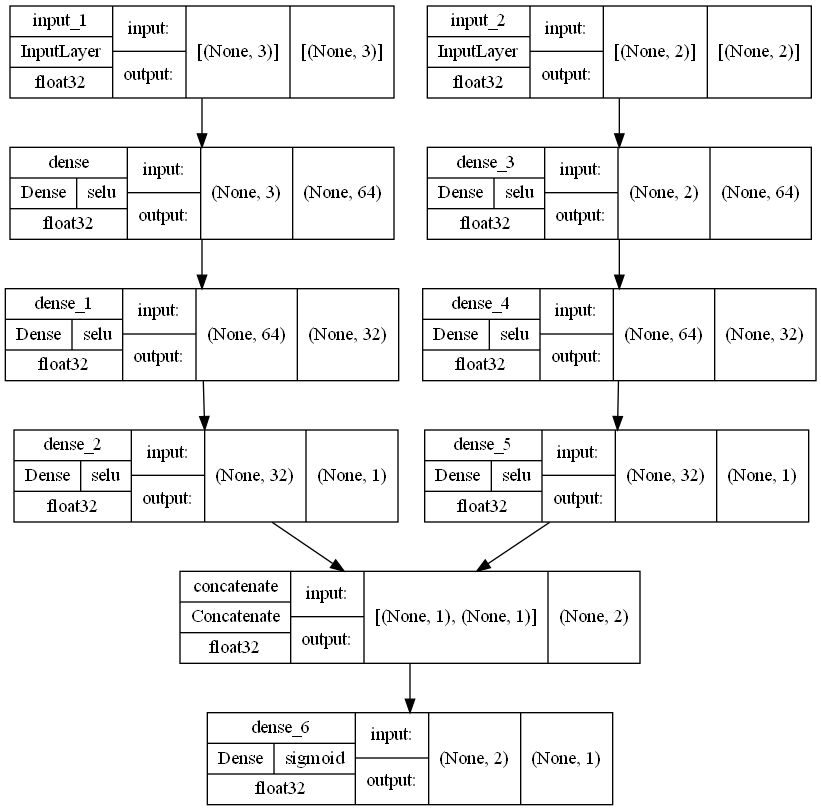 input_1 input: [(None, 3)] [(None, 3)]
InputLayer output:
float32
input_2 input: [(None, 2)] [(None, 2)]
InputLayer output:
float32
dense input: (None, 3) (None, 64)
Dense selu output:
float32
dense_3 input: (None, 2) (None, 64)
Dense selu output:
float32
dense_1 input: (None, 64) (None, 32)
Dense selu output:
float32
dense_4 input: (None, 64) (None, 32)
Dense selu output:
float32
dense_2 input: (None, 32) (None, 1)
Dense selu output:
float32
dense_5 input: (None, 32) (None, 1)
Dense selu output:
float32
concatenate input: [(None, 1), (None, 1)] (None, 2)
Concatenate output:
float32
dense_6 input: (None, 2) (None, 1)
Dense sigmoid output:
float32